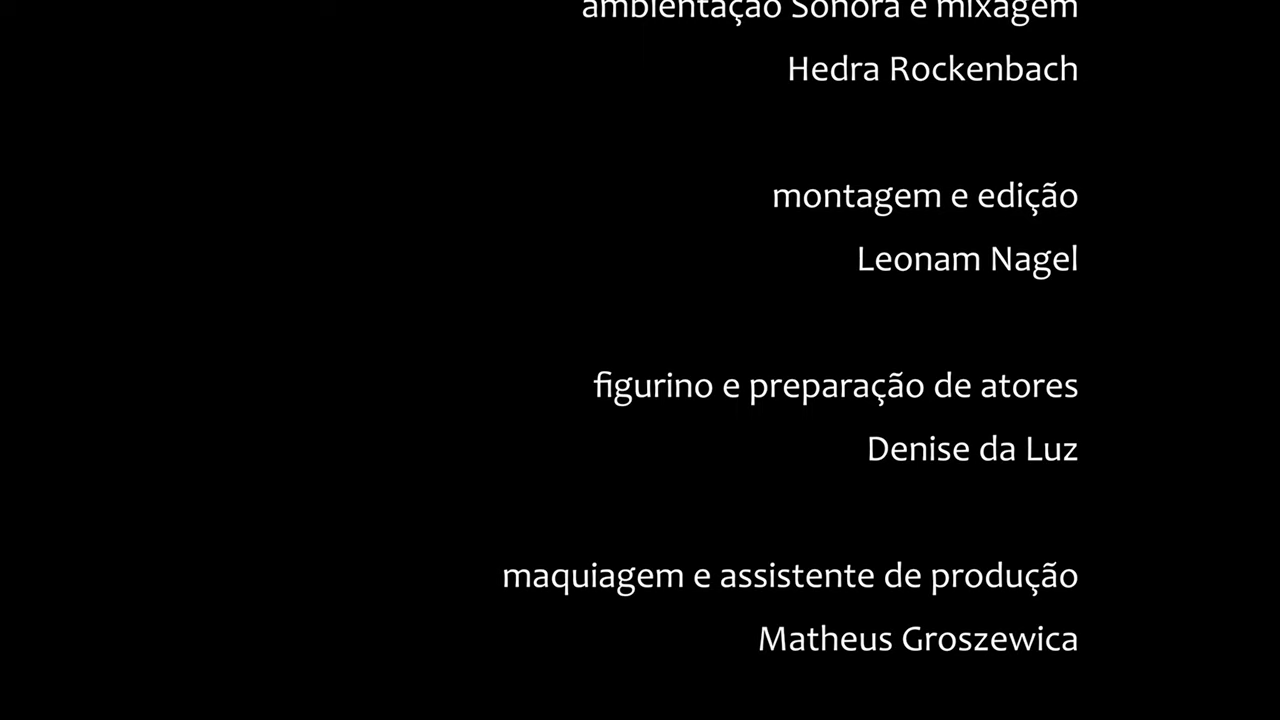 ambientação Sonora e mixagem
Hedra Rockenbach
montagem e edição
Leonam Nagel
figurino e preparação de atores
Denise da Luz
maquiagem e assistente de produção
Matheus Groszewica